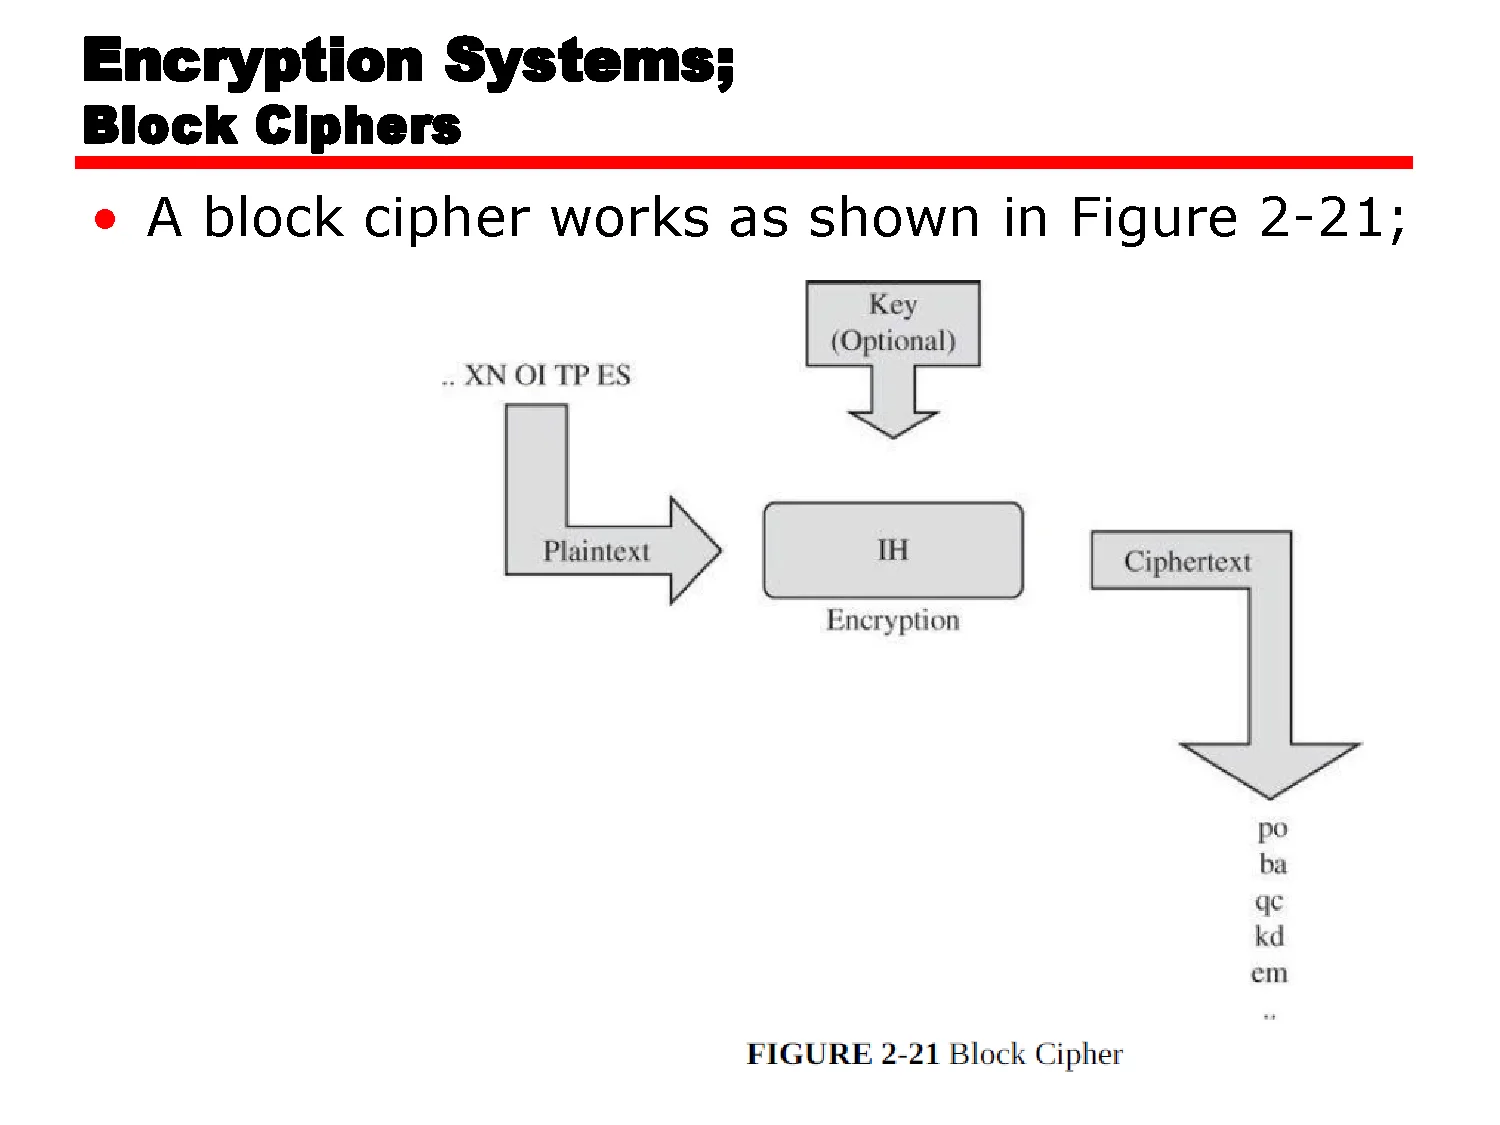 Encryption Systems;
Block Ciphers
• A block cipher works as shown in Figure 2-21;
Key
(Optional)
.. XN OI TP ES
Plaintext
IH
Encryption
Ciphertext
po
ba
qc
kd
em
..
FIGURE 2-21 Block Cipher